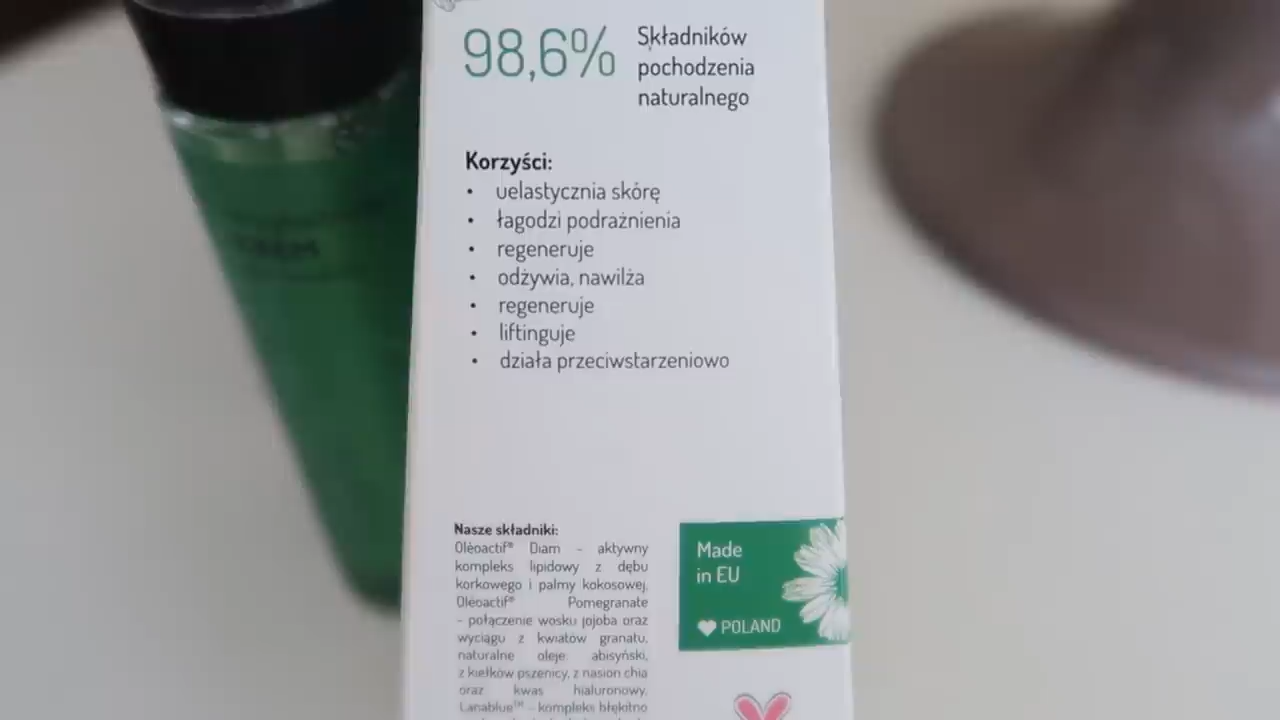 98,6%
Składników
pochodzenia
naturalnego
Korzyści:
• uelastycznia skórę
• łagodzi podrażnienia
• regeneruje
• odżywia, nawilża
• regeneruje
• liftinguje
• działa przeciwstarzeniowo
Nasze składniki:
Oléoactif® Diam - aktywny
kompleks lipidowy z dębu
korkowego i palmy kokosowej,
Oléoactif® Pomegranate
- połączenie wosku jojoba oraz
wyciągu z kwiatów granatu,
naturalne oleje: abisyński,
z kiełków pszenicy, z nasion chia
oraz kwas hialuronowy,
Lanablue™ - kompleks błękitno
Made
in EU
POLAND